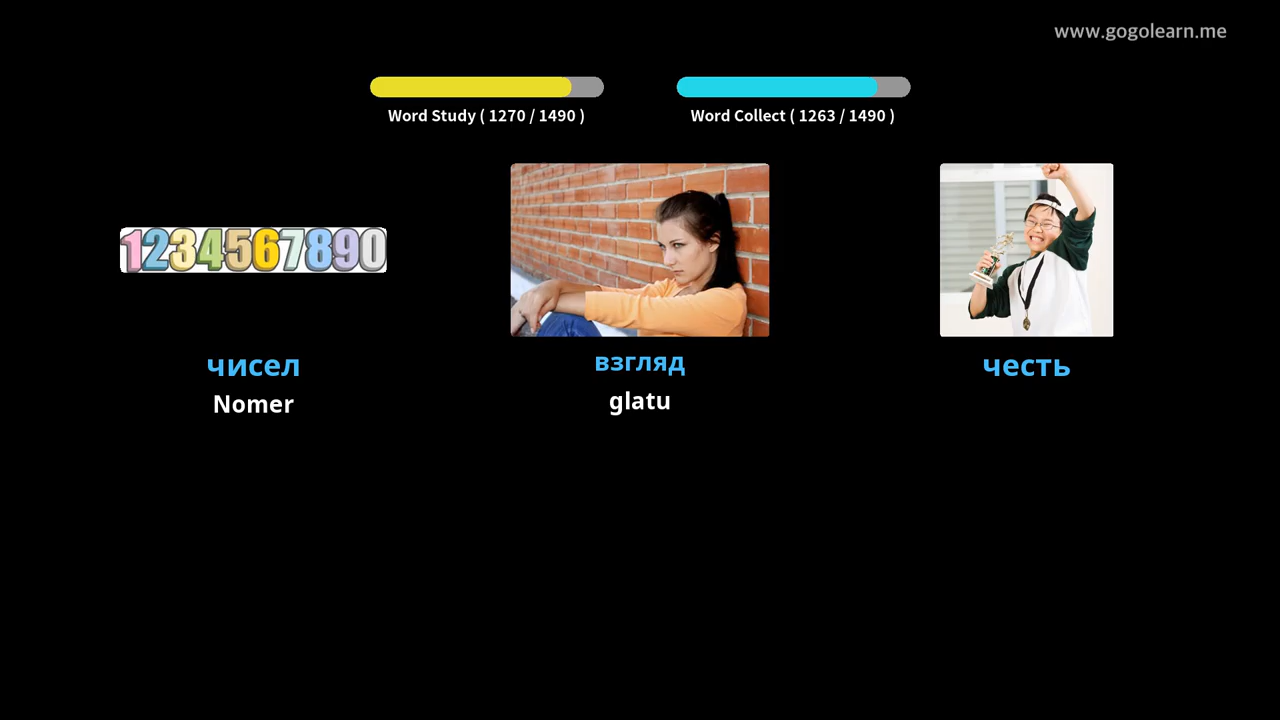 www.gogolearn.me
Word Study ( 1270 / 1490 )
Word Collect ( 1263 / 1490 )
1234567890
чисел
Nomer
взгляд
glatu
честь